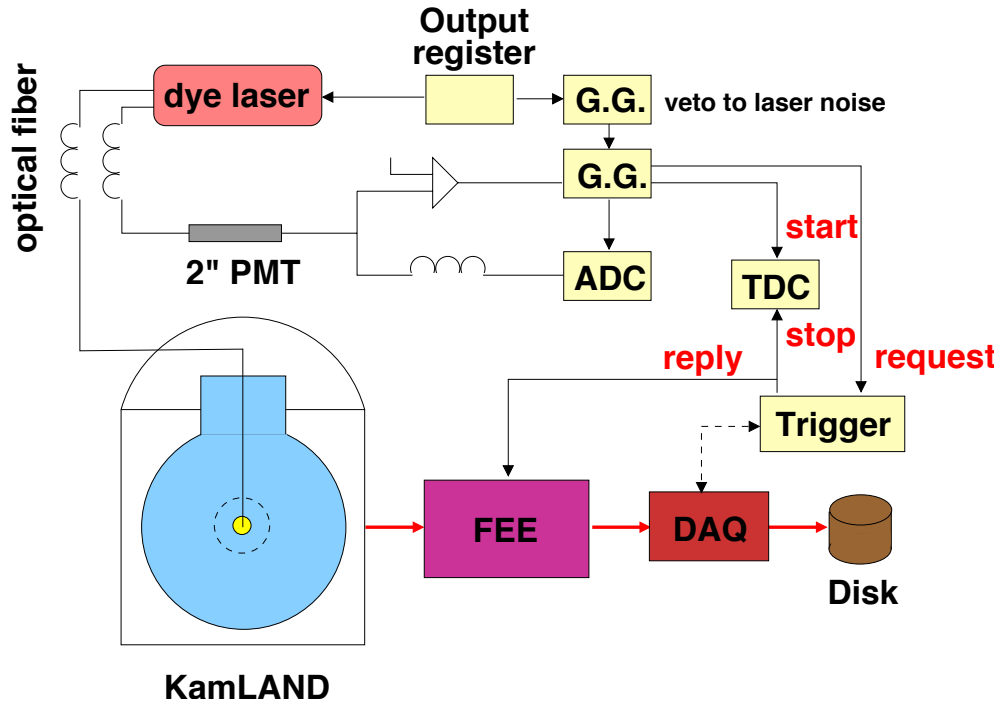 Output
register
dye laser
G.G.
veto to laser noise
optical fiber
G.G.
start
2" PMT
ADC
TDC
stop
reply
request
Trigger
FEE
DAQ
Disk
KamLAND